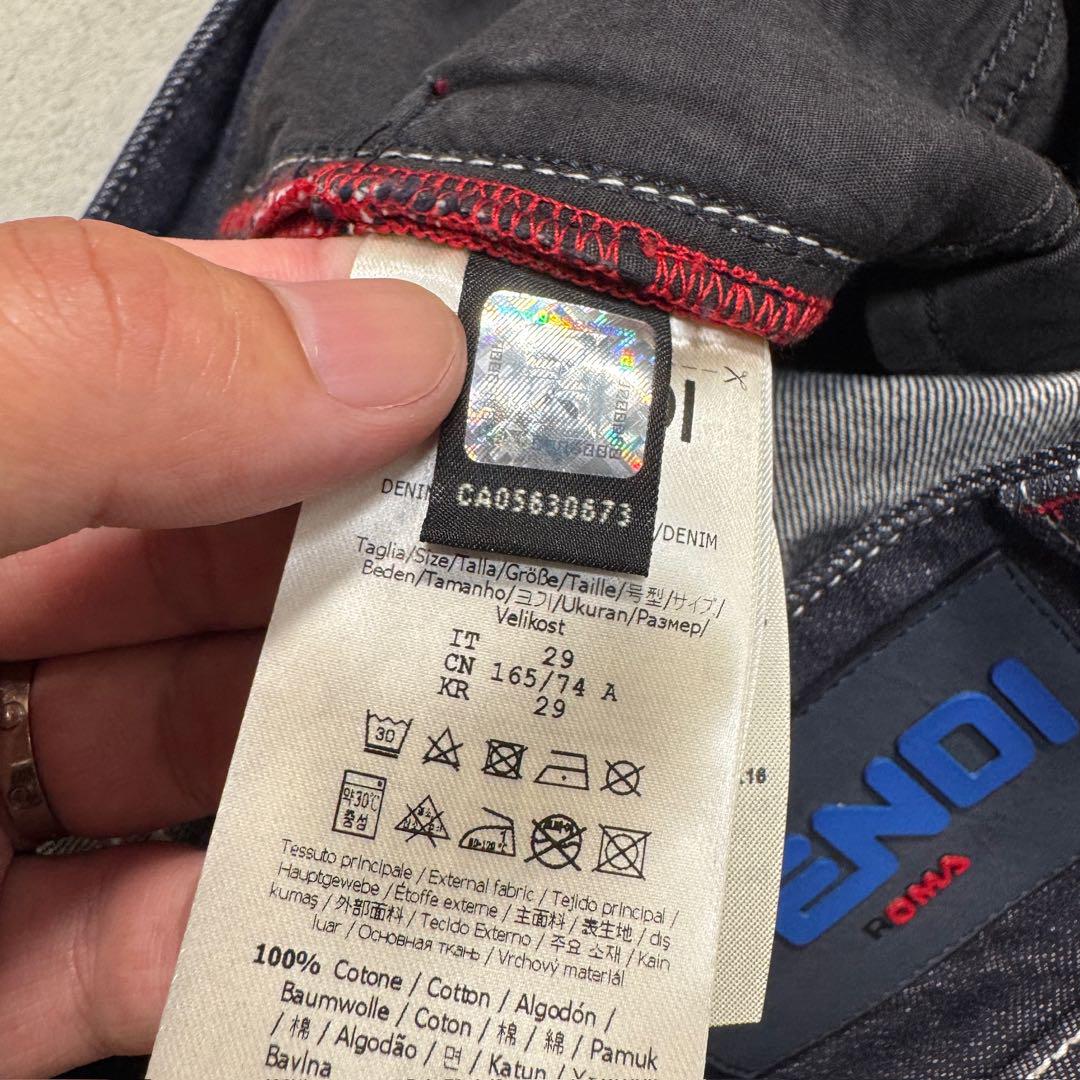 CA05630673
DENIM /DENIM
Taglia/Size/Talla/Größe/Taille/号型/サイズ/
Beden/Tamanho/크기/Ukuran/Размер/
Velikost
IT 29
CN 165/74 A
KR 29
30
약30℃
중성
Tessuto principale / External fabric / Tejido principal /
Hauptgewebe / Étoffe externe / 主面料 / 表生地 / dış
kumaş / 外部面料 / Tecido Externo / 주요 소재 / Kain
luar / Основная ткань / Vrchový materiál
100% Cotone / Cotton / Algodón /
Baumwolle / Coton / 棉 / 綿 / Pamuk
/ 棉 / Algodão / 면 / Katun /
Bavlna
ENDI
ROMA